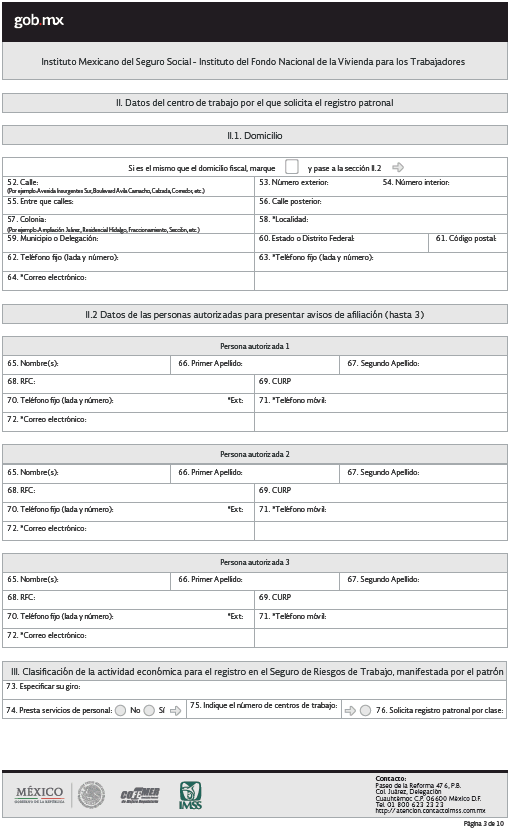 gob.mx
Instituto Mexicano del Seguro Social - Instituto del Fondo Nacional de la Vivienda para los Trabajadores
II. Datos del centro de trabajo por el que solicita el registro patronal
II.1. Domicilio
Si es el mismo que el domicilio fiscal, marque y pase a la sección II.2
52. Calle: 53. Número exterior: 54. Número interior:
(Por ejemplo: Avenida Insurgentes Sur, Boulevard Ávila Camacho, Calzada, Corredor, etc.)
55. Entre que calles: 56. Calle posterior:
57. Colonia: 58. *Localidad:
(Por ejemplo: Ampliación Juárez, Residencial Hidalgo, Fraccionamiento, Sección, etc.)
59. Municipio o Delegación: 60. Estado o Distrito Federal: 61. Código postal:
62. Teléfono fijo (lada y número): 63. *Teléfono fijo (lada y número):
64. *Correo electrónico:
II.2 Datos de las personas autorizadas para presentar avisos de afiliación (hasta 3)
Persona autorizada 1
65. Nombre(s): 66. Primer Apellido: 67. Segundo Apellido:
68. RFC: 69. CURP
70. Teléfono fijo (lada y número): *Ext: 71. *Teléfono móvil:
72. *Correo electrónico:
Persona autorizada 2
65. Nombre(s): 66. Primer Apellido: 67. Segundo Apellido:
68. RFC: 69. CURP
70. Teléfono fijo (lada y número): *Ext: 71. *Teléfono móvil:
72. *Correo electrónico:
Persona autorizada 3
65. Nombre(s): 66. Primer Apellido: 67. Segundo Apellido:
68. RFC: 69. CURP
70. Teléfono fijo (lada y número): *Ext: 71. *Teléfono móvil:
72. *Correo electrónico:
III. Clasificación de la actividad económica para el registro en el Seguro de Riesgos de Trabajo, manifestada por el patrón
73. Especificar su giro:
74. Presta servicios de personal: No Sí 75. Indique el número de centros de trabajo: 76. Solicita registro patronal por clase:
MÉXICO
GOBIERNO DE LA REPÚBLICA
COFEMER
IMSS
Contacto:
Paseo de la Reforma 476, P.B.
Col. Juárez, Delegación
Cuauhtémoc C.P. 06600 México D.F.
Tel. 01 800 623 23 23
http://atencion.contactoimss.com.mx
Página 3 de 10